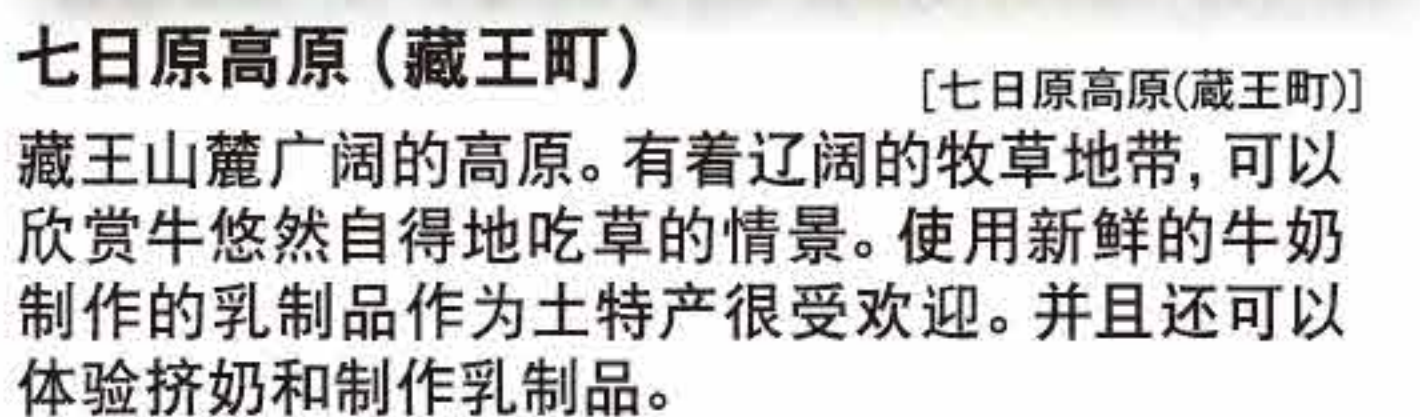 七日原高原（藏王町）
[七日原高原(蔵王町)]
藏王山麓广阔的高原。有着辽阔的牧草地带，可以
欣赏牛悠然自得地吃草的情景。使用新鲜的牛奶
制作的乳制品作为土特产很受欢迎。并且还可以
体验挤奶和制作乳制品。